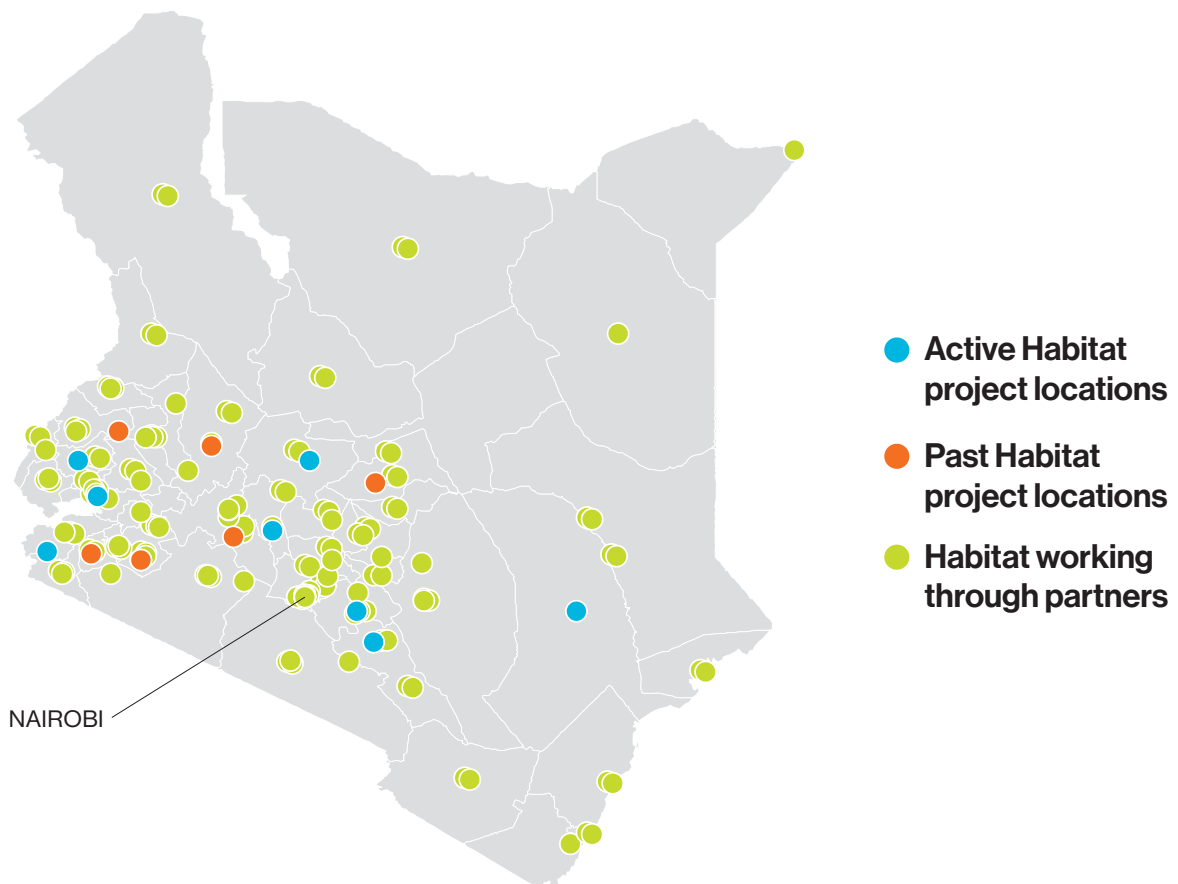 Active Habitat
project locations
Past Habitat
project locations
Habitat working
through partners
NAIROBI